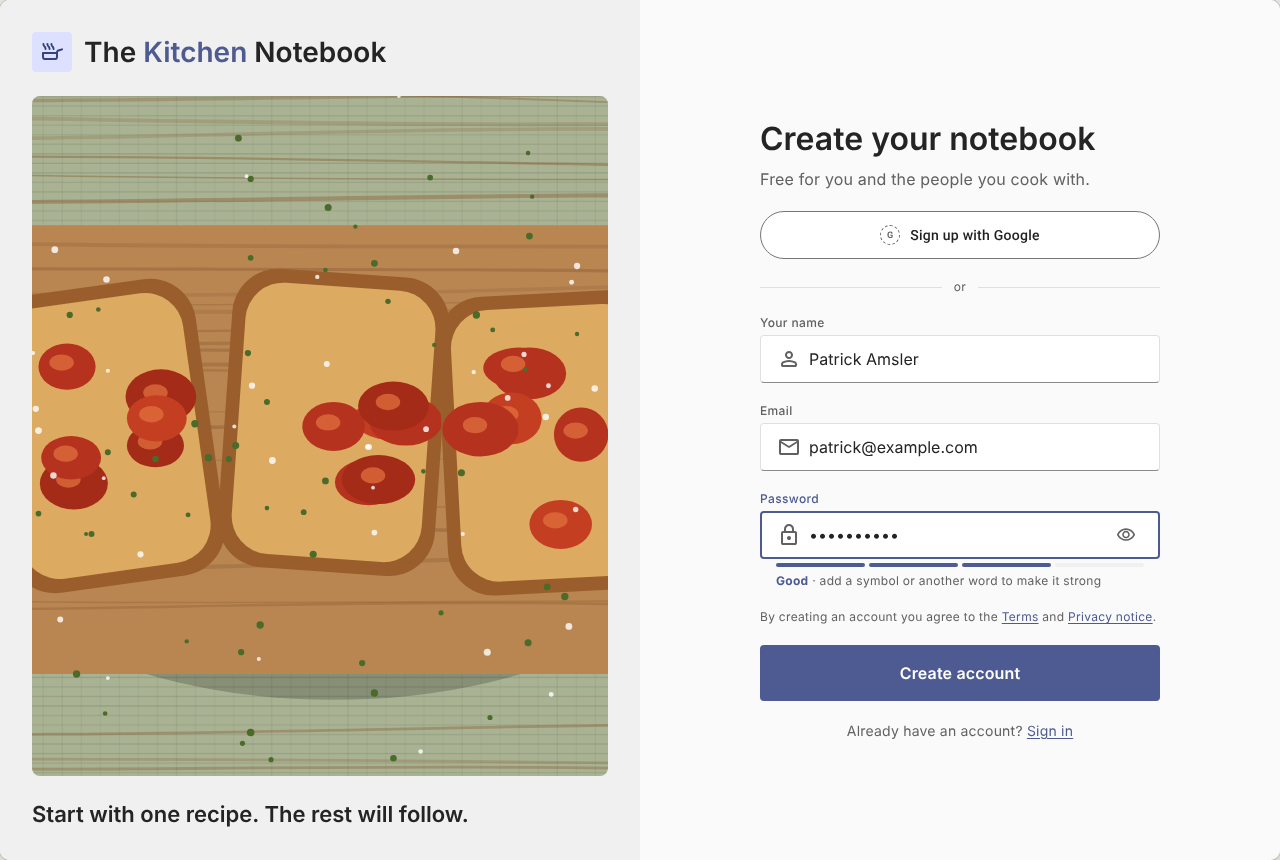 The Kitchen Notebook
Start with one recipe. The rest will follow.
Create your notebook
Free for you and the people you cook with.
G Sign up with Google
or
Your name
Patrick Amsler
Email
patrick@example.com
Password
••••••••••
Good · add a symbol or another word to make it strong
By creating an account you agree to the Terms and Privacy notice.
Create account
Already have an account? Sign in